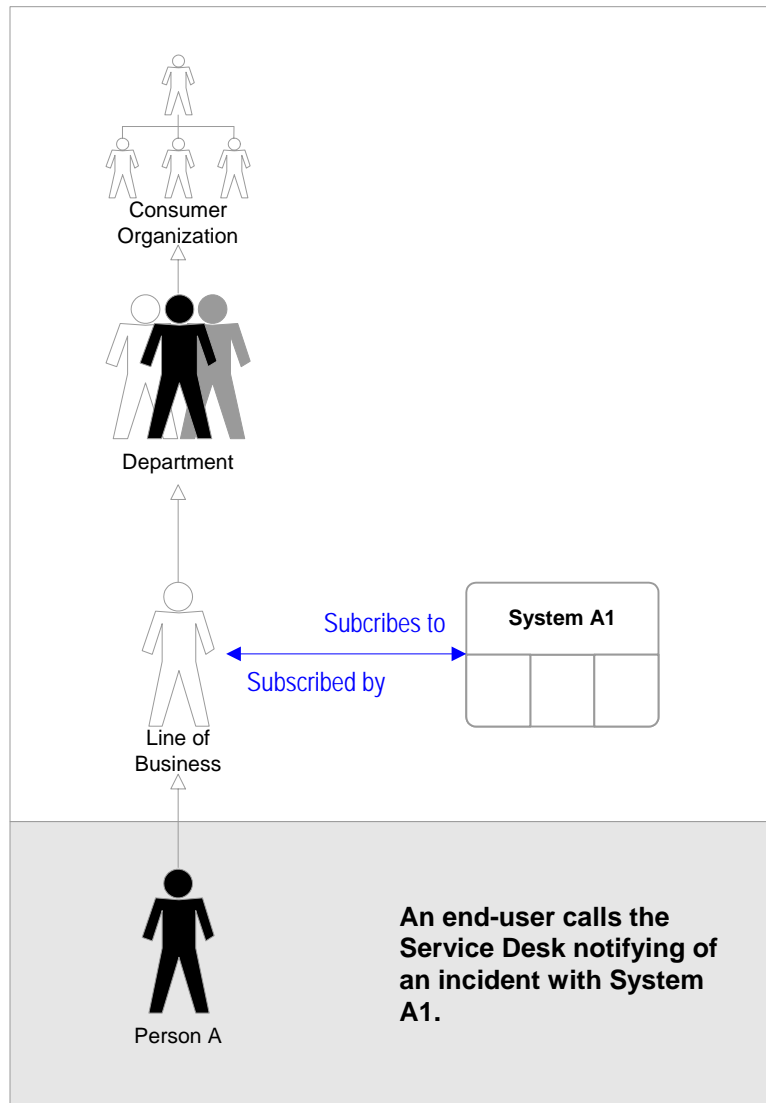 Consumer
Organization
Department
Subcribes to
System A1
Subscribed by
Line of
Business
An end-user calls the
Service Desk notifying of
an incident with System
A1.
Person A